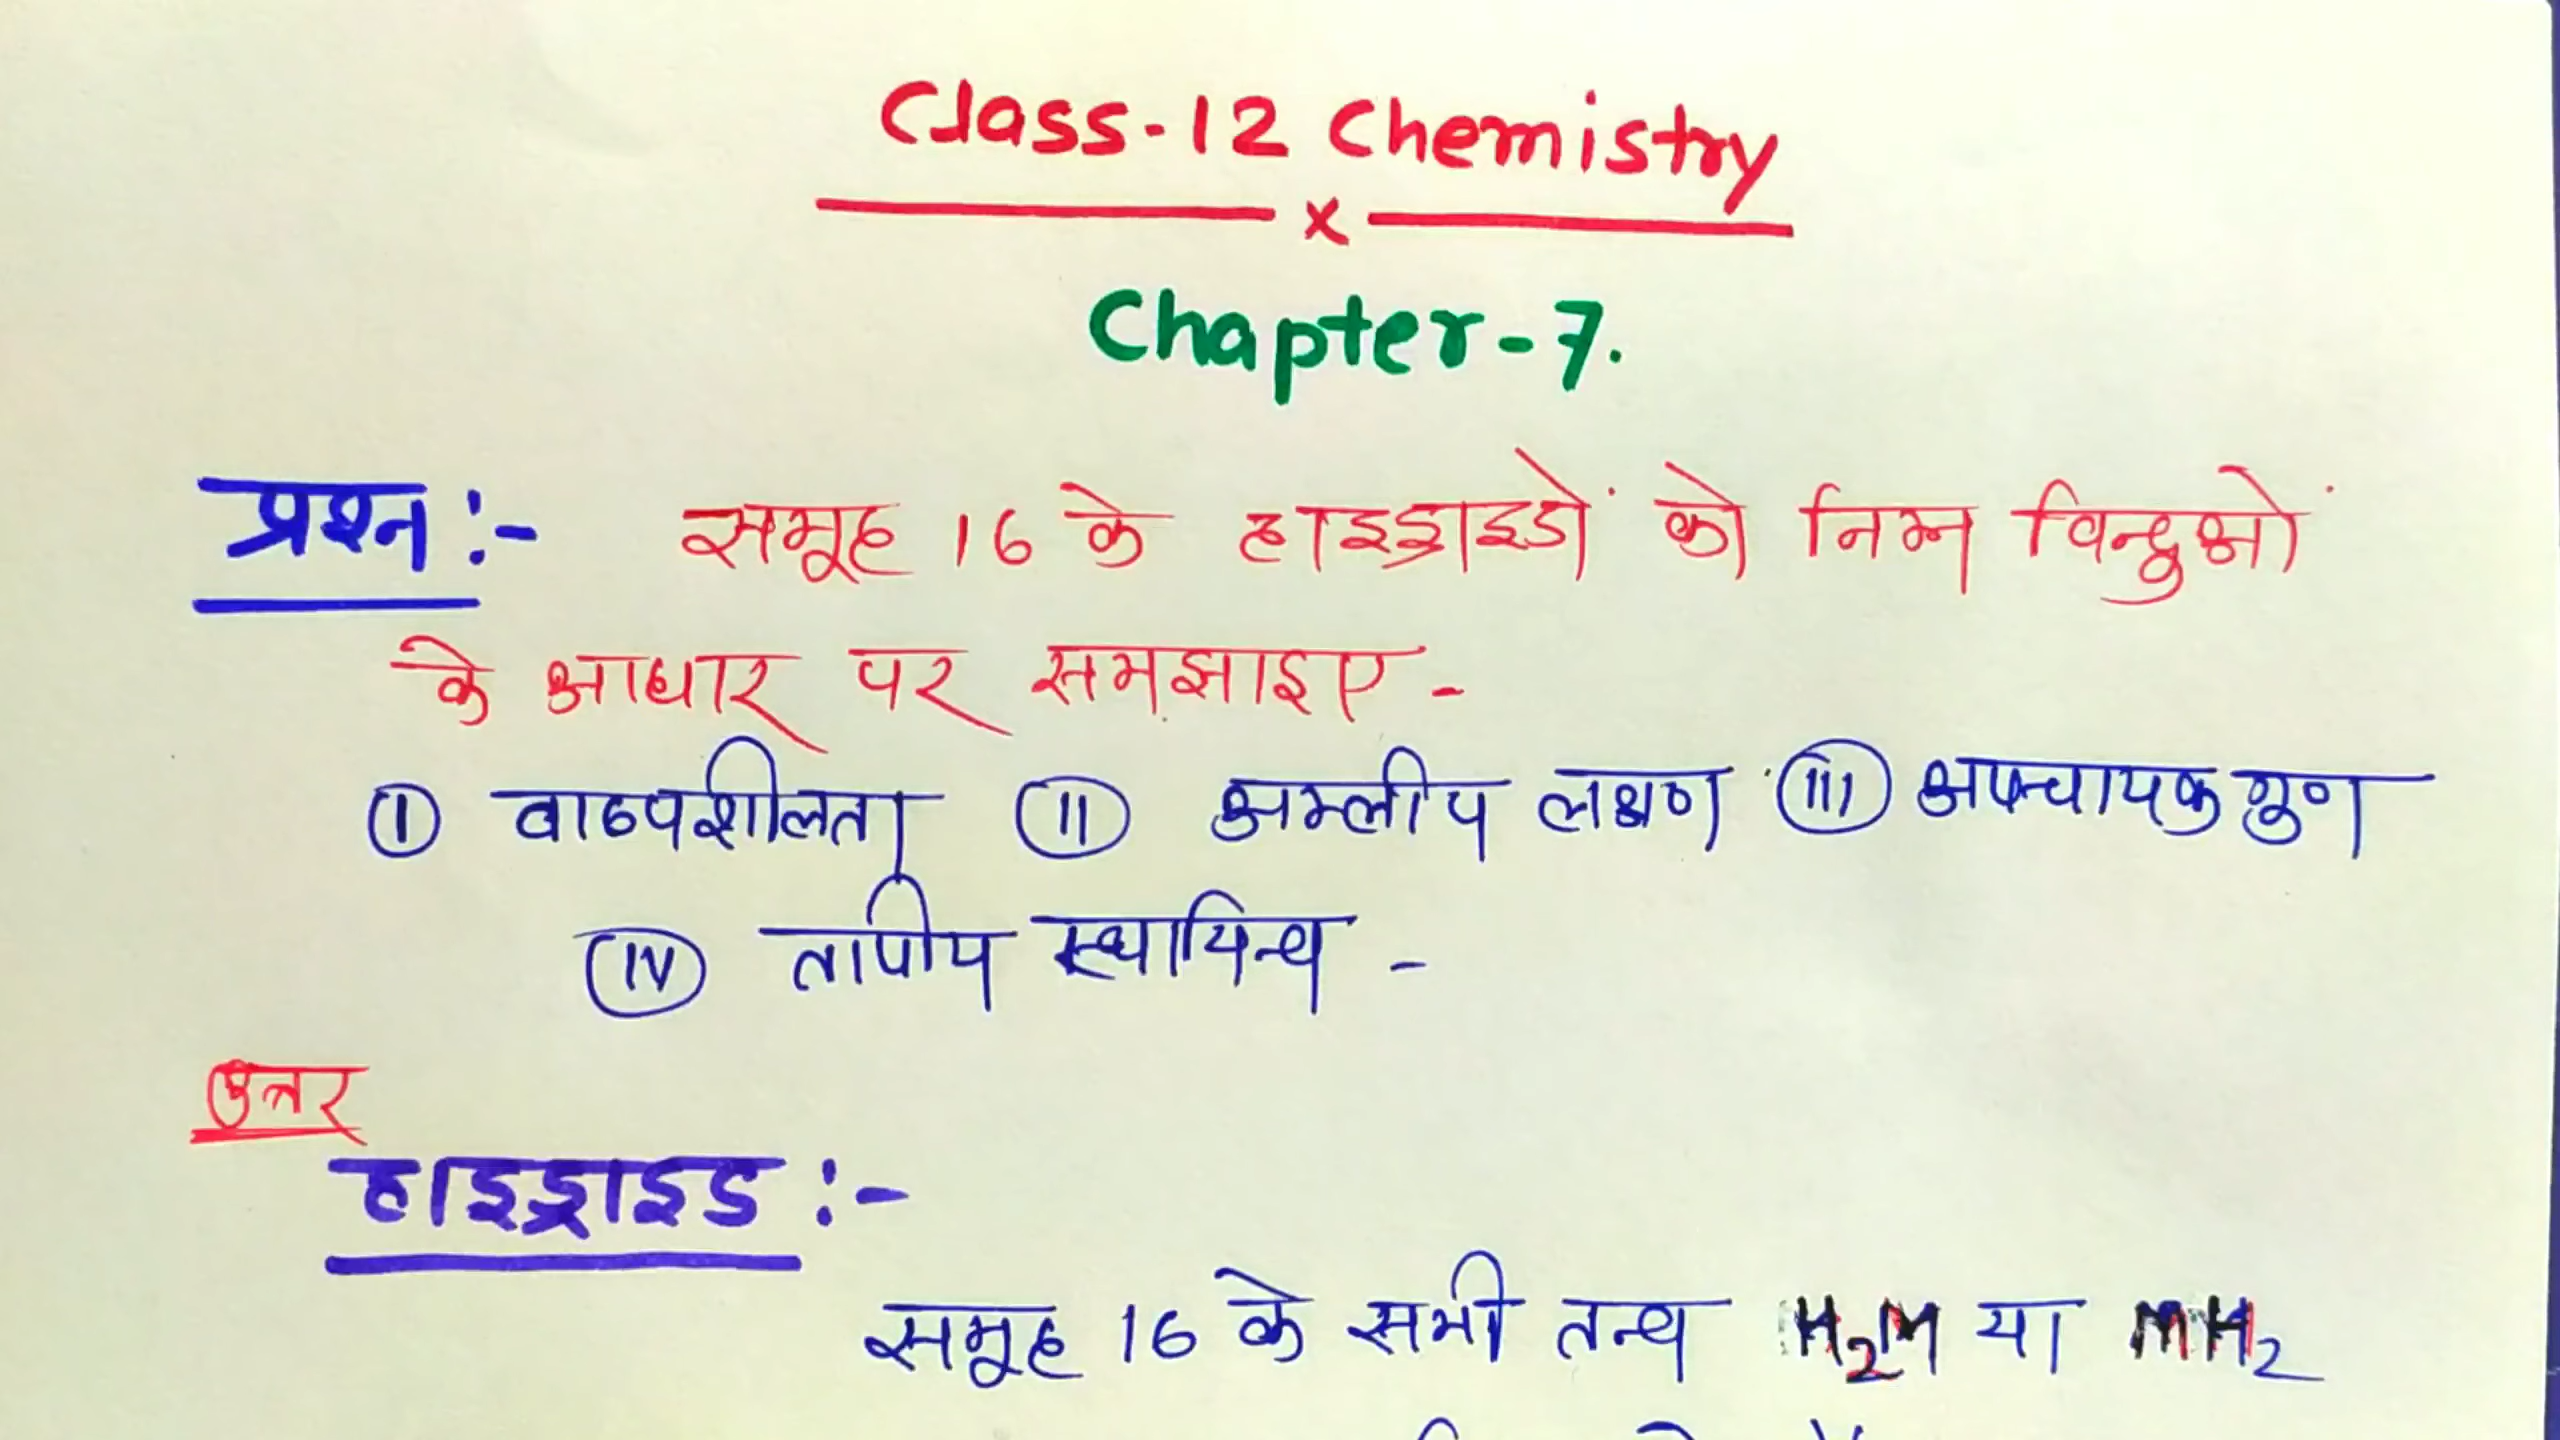 Class-12 Chemistry
x
Chapter-7.
प्रश्न :- समूह 16 के हाइड्राइडों को निम्न विन्दुओं
के आधार पर समझाइए -
(I) वाष्पशीलता (II) अम्लीय लक्षण (III) अपचायक गुण
(IV) तापीय स्थायित्व -
उत्तर
हाइड्राइड :-
समूह 16 के सभी तत्व H₂M या MH₂